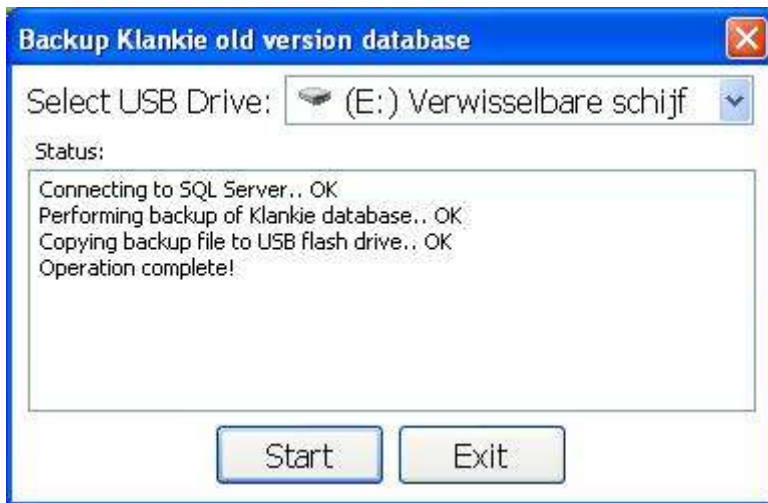 Backup Klankie old version database
Select USB Drive: (E:) Verwisselbare schijf
Status:
Connecting to SQL Server.. OK
Performing backup of Klankie database.. OK
Copying backup file to USB flash drive.. OK
Operation complete!
Start Exit